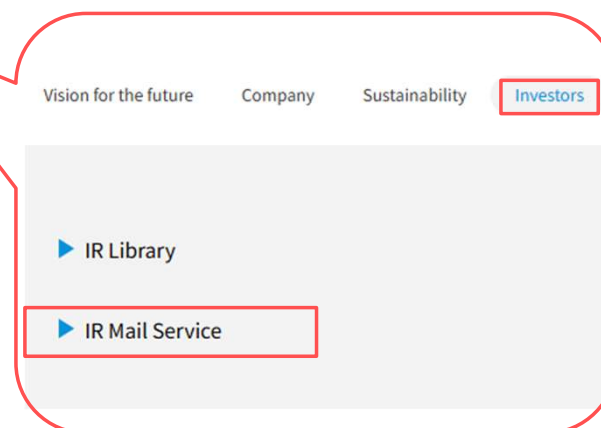 Vision for the future Company Sustainability Investors
IR Library
IR Mail Service